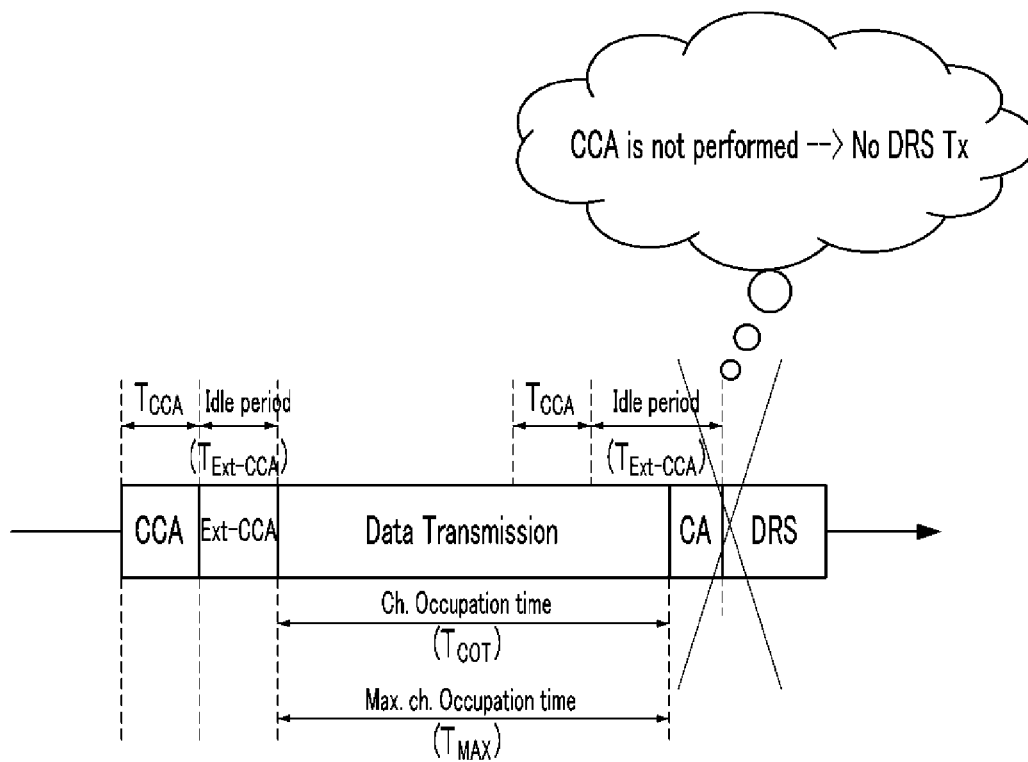 CCA is not performed --> No DRS Tx
TCCA Idle period TCCA Idle period
(TExt-CCA) (TExt-CCA)
CCA Ext-CCA Data Transmission CA DRS
Ch. Occupation time
(TCOT)
Max. ch. Occupation time
(TMAX)